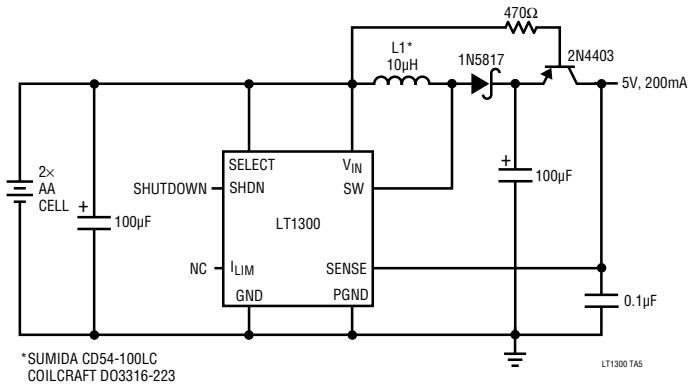 470Ω
L1*
10µH
1N5817
2N4403
5V, 200mA
2×
AA
CELL
+
100µF
SELECT
VIN
SHUTDOWN
SHDN
SW
LT1300
+
100µF
NC
ILIM
SENSE
GND
PGND
0.1µF
*SUMIDA CD54-100LC
COILCRAFT DO3316-223
LT1300 TA5